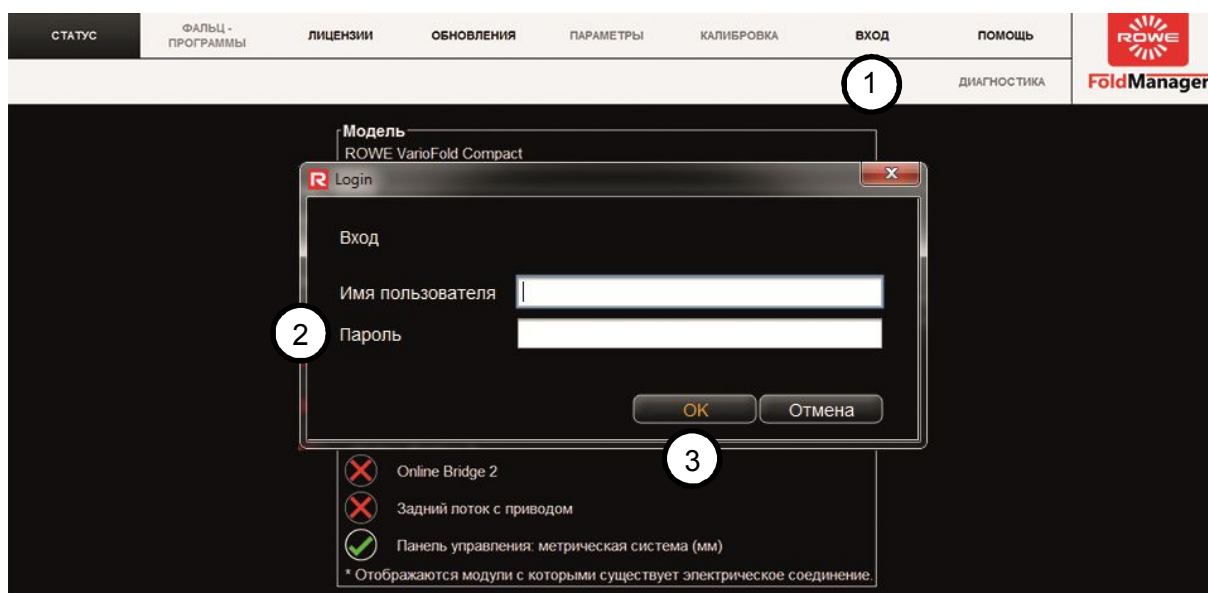 СТАТУС
ФАЛЬЦ -
ПРОГРАММЫ
ЛИЦЕНЗИИ
ОБНОВЛЕНИЯ
ПАРАМЕТРЫ
КАЛИБРОВКА
ВХОД
ПОМОЩЬ
ROWE
1
ДИАГНОСТИКА
FoldManager
Модель
ROWE VarioFold Compact
R Login
x
Вход
Имя пользователя
2
Пароль
OK
Отмена
3
Online Bridge 2
Задний лоток с приводом
Панель управления: метрическая система (мм)
* Отображаются модули с которыми существует электрическое соединение.